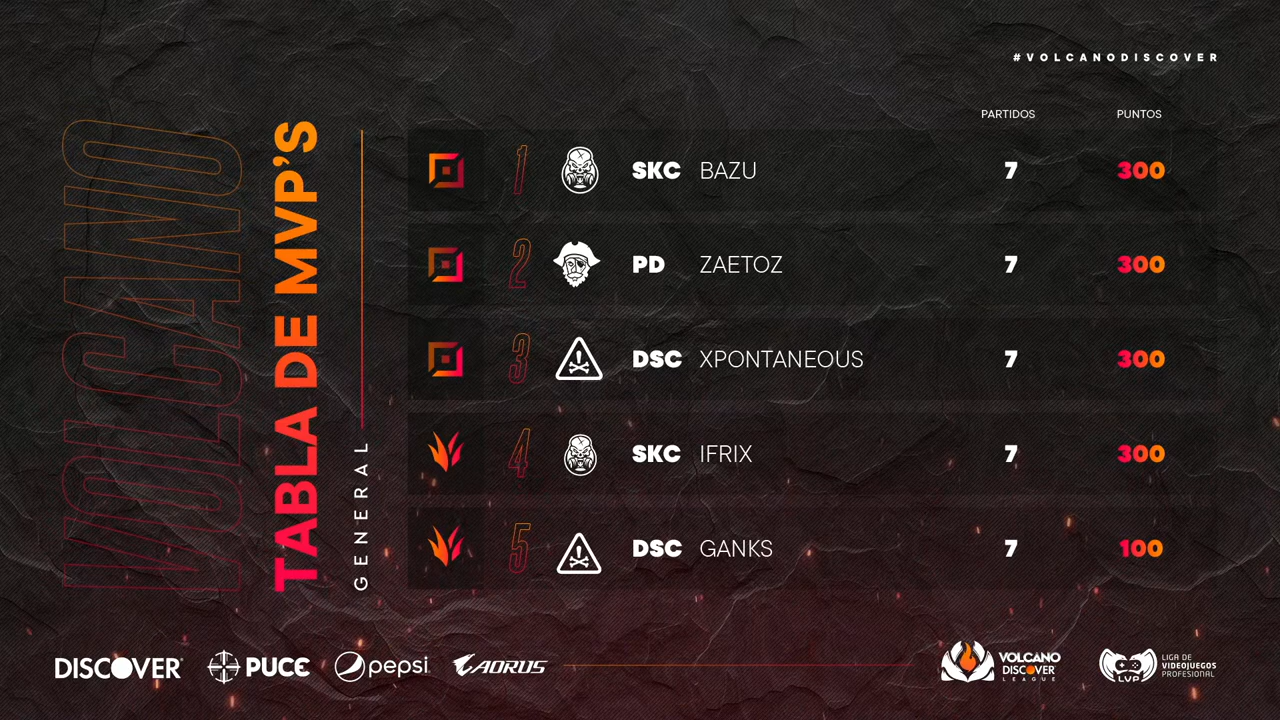 #VOLCANODISCOVER
VOLCANO
TABLA DE MVP'S
GENERAL
PARTIDOS PUNTOS
1 SKC BAZU 7 300
2 PD ZAETOZ 7 300
3 DSC XPONTANEOUS 7 300
4 SKC IFRIX 7 300
5 DSC GANKS 7 100
DISCOVER PUCE pepsi AORUS
VOLCANO
DISCOVER
LEAGUE
LVP
LIGA DE
VIDEOJUEGOS
PROFESIONAL